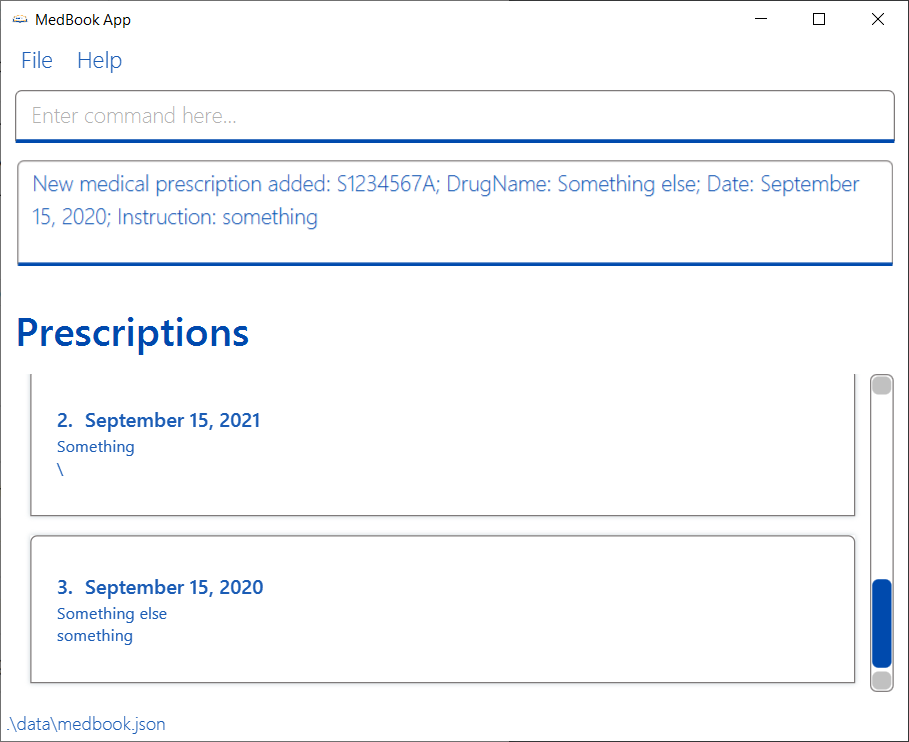 MedBook App
File Help
Enter command here...
New medical prescription added: S1234567A; DrugName: Something else; Date: September
15, 2020; Instruction: something
Prescriptions
2. September 15, 2021
Something
\
3. September 15, 2020
Something else
something
.\data\medbook.json